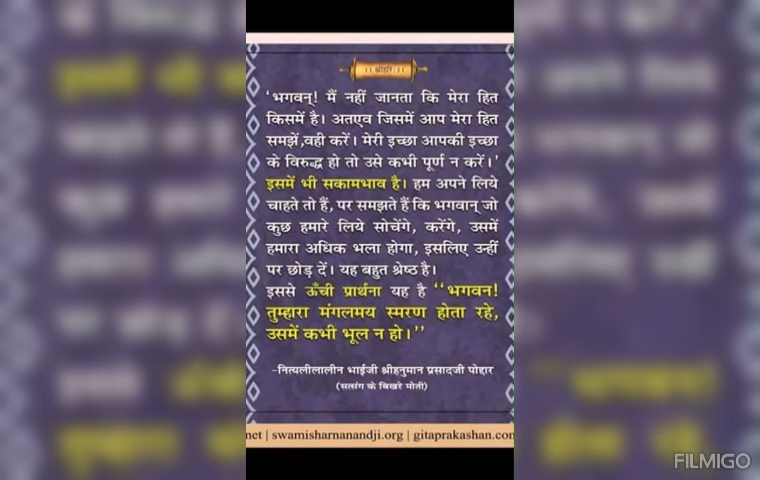 ।। श्रीहरिः ।।
‘भगवन्! मैं नहीं जानता कि मेरा हित
किसमें है। अतएव जिसमें आप मेरा हित
समझें,वही करें। मेरी इच्छा आपकी इच्छा
के विरुद्ध हो तो उसे कभी पूर्ण न करें।'
इसमें भी सकामभाव है। हम अपने लिये
चाहते तो हैं, पर समझते हैं कि भगवान् जो
कुछ हमारे लिये सोचेंगे, करेंगे, उसमें
हमारा अधिक भला होगा, इसलिए उन्हीं
पर छोड़ दें। यह बहुत श्रेष्ठ है।
इससे ऊँची प्रार्थना यह है ‘‘भगवन!
तुम्हारा मंगलमय स्मरण होता रहे,
उसमें कभी भूल न हो।’’
-नित्यलीलालीन भाईजी श्रीहनुमान प्रसादजी पोद्दार
(सत्संग के बिखरे मोती)
net | swamisharnanandji.org | gitaprakashan.con
FILMIGO